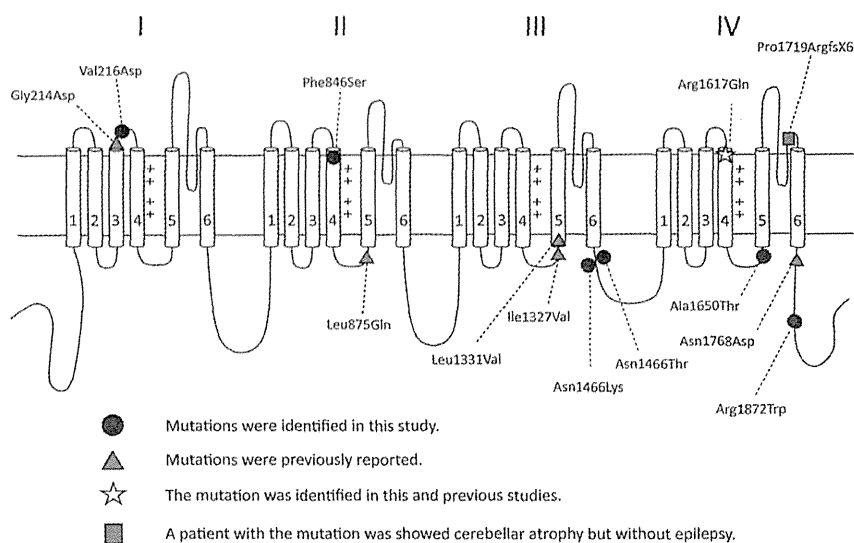 I II III IV
Pro1719ArgfsX6
Val216Asp
Phe846Ser
Arg1617Gln
Gly214Asp
+ + + +
+ + + +
1 2 3 4 5 6 1 2 3 4 5 6 1 2 3 4 5 6 1 2 3 4 5 6
+ + + +
+ + + +
Ala1650Thr
Ile1327Val
Leu875Gln
Asn1768Asp
Leu1331Val
Asn1466Thr
Asn1466Lys
Arg1872Trp
Mutations were identified in this study.
Mutations were previously reported.
The mutation was identified in this and previous studies.
A patient with the mutation was showed cerebellar atrophy but without epilepsy.